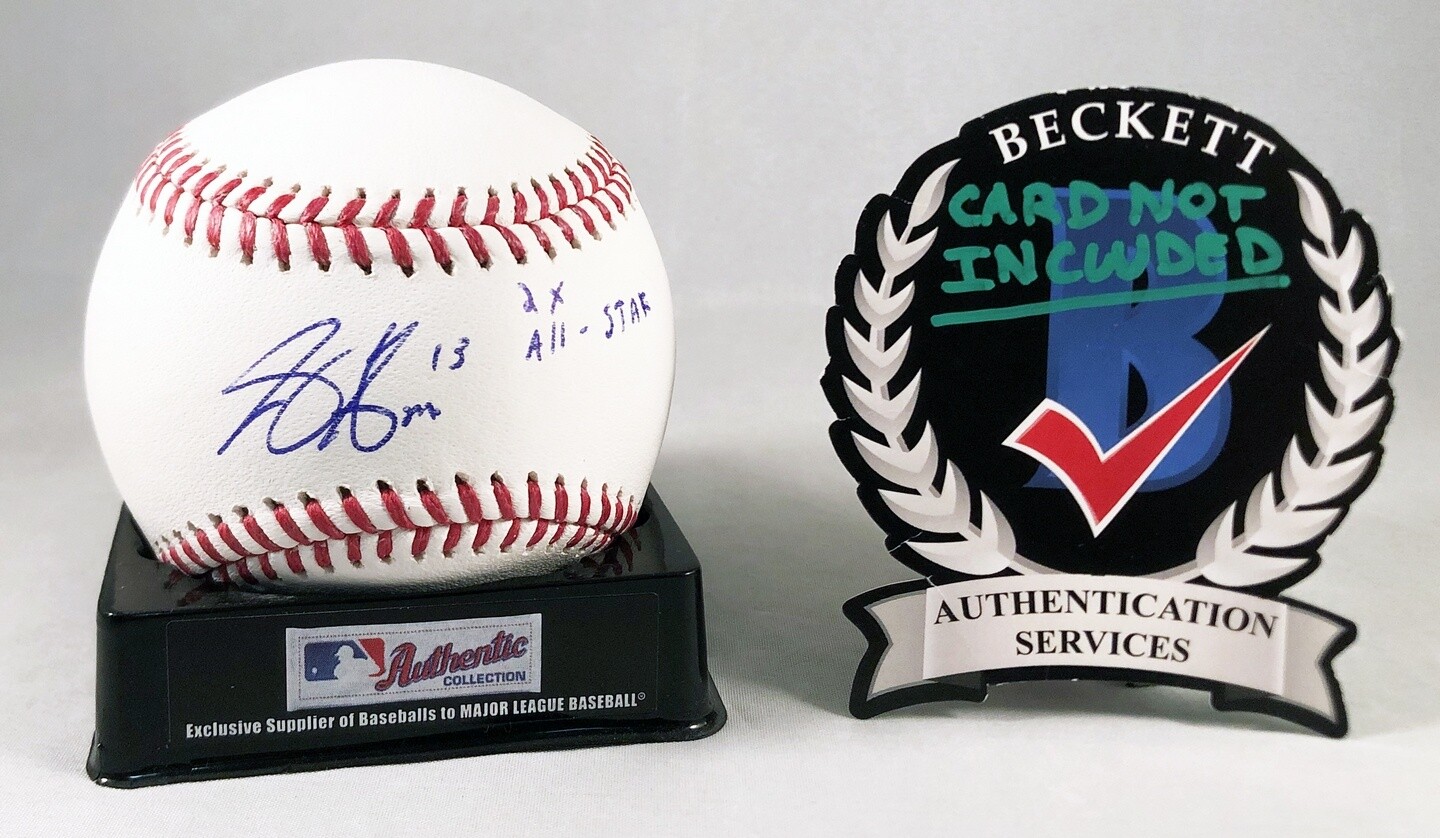 13
2X
All-STAR
Authentic
COLLECTION
Exclusive Supplier of Baseballs to MAJOR LEAGUE BASEBALL®
BECKETT
CARD NOT
INCLUDED
B
AUTHENTICATION
SERVICES